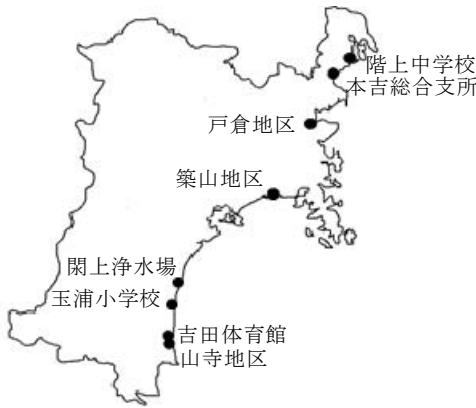 階上中学校
本吉総合支所
戸倉地区
築山地区
閖上浄水場
玉浦小学校
吉田体育館
山寺地区